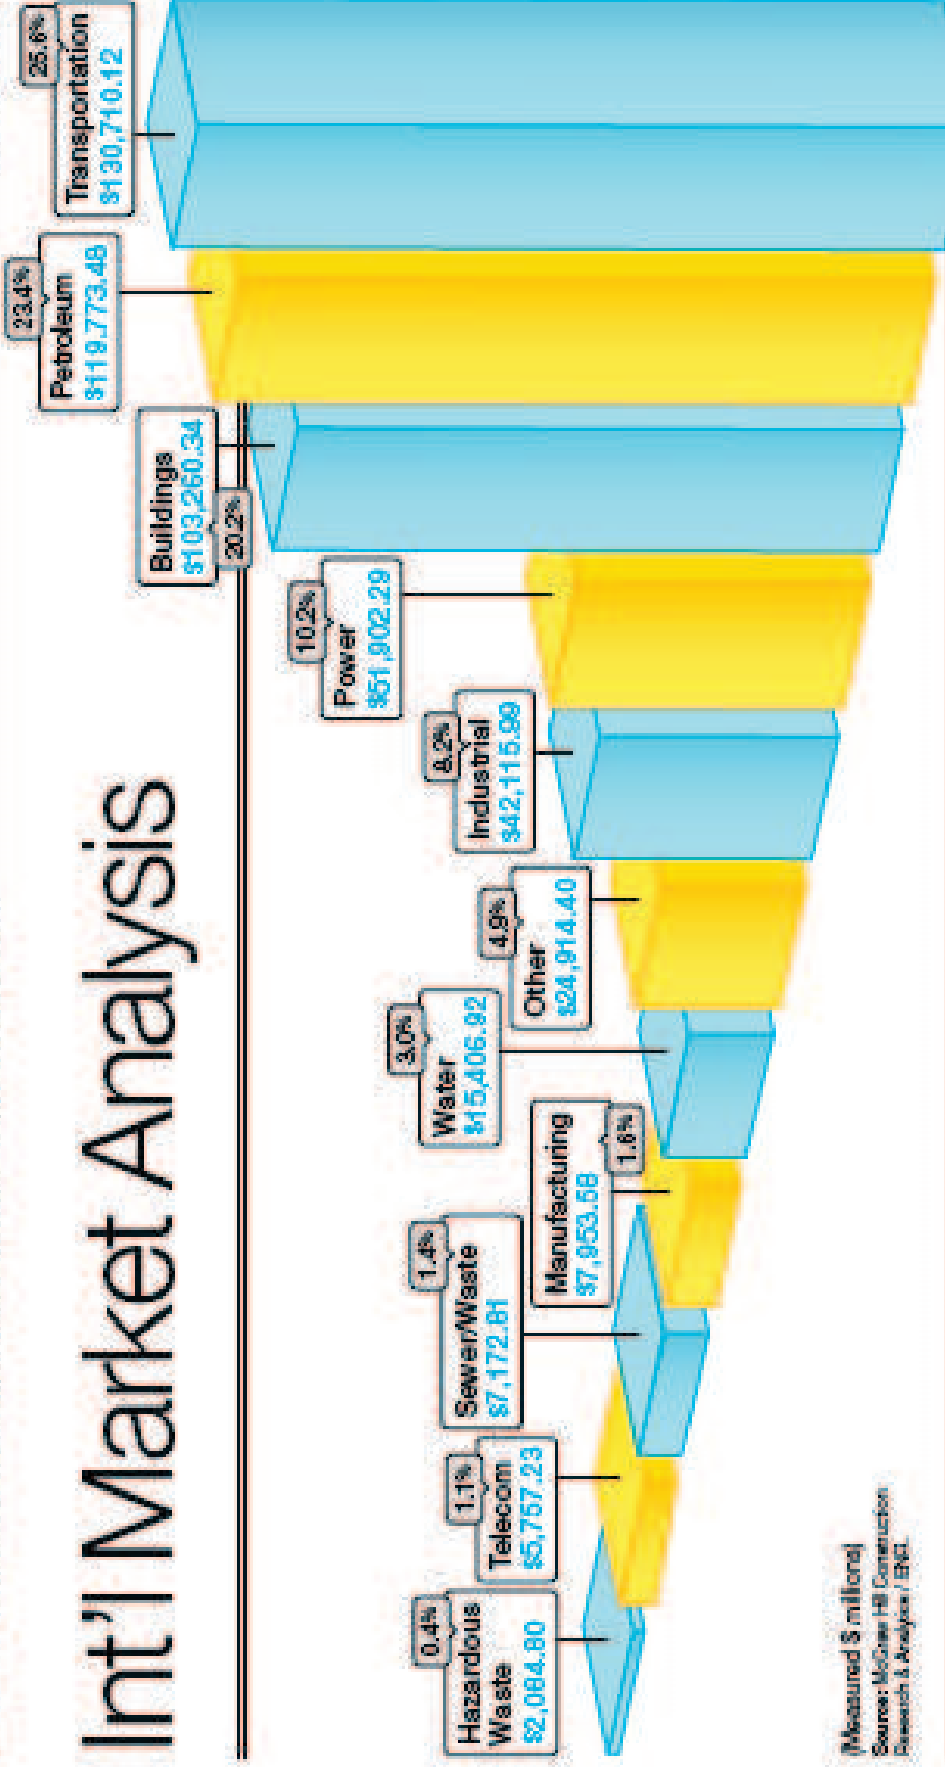 Int'l Market Analysis
0.4%
Hazardous
Waste
$2,084.80
1.1%
Telecom
$5,757.23
1.4%
Sewer/Waste
$7,172.81
Manufacturing
$7,953.58
1.6%
3.0%
Water
$15,406.92
4.9%
Other
$24,914.40
8.2%
Industrial
$42,115.99
10.2%
Power
$51,902.29
Buildings
$103,260.34
20.2%
23.4%
Petroleum
$119,773.48
25.6%
Transportation
$130,710.12
(Measured $ millions)
Source: McGraw Hill Construction
Research & Analytics / ENR.